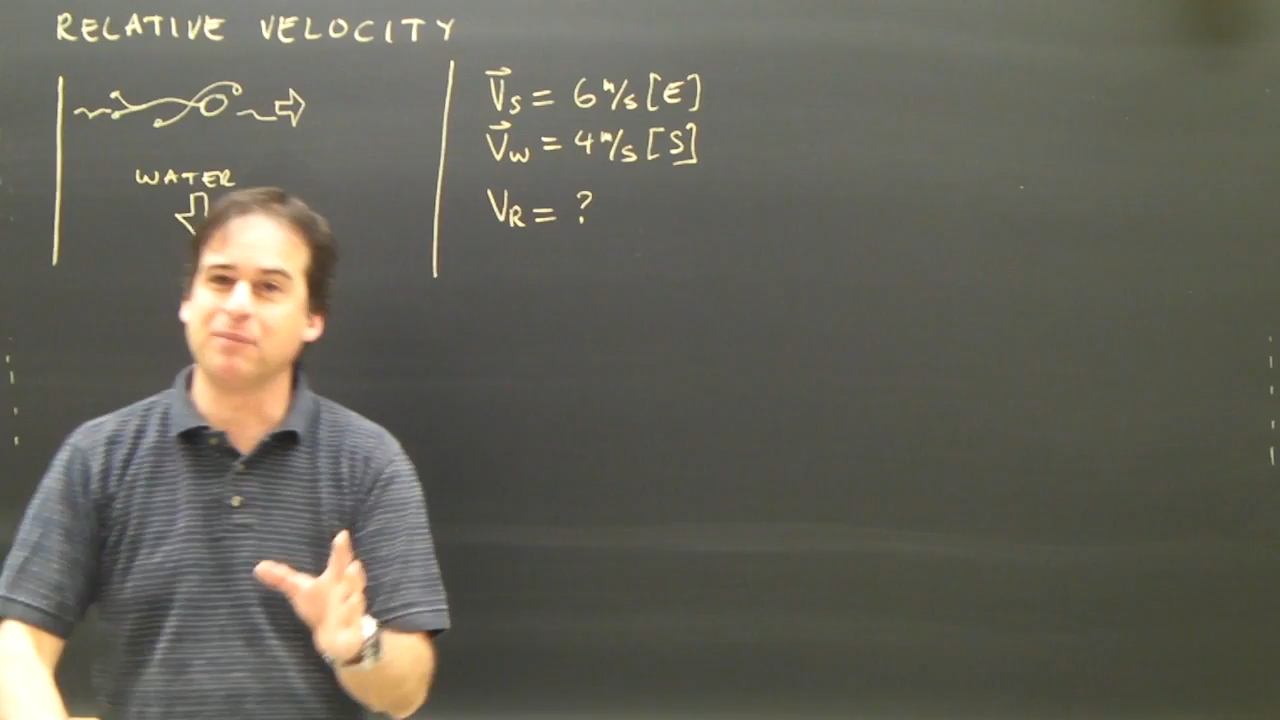 RELATIVE VELOCITY
WATER
V⃗s = 6 m/s [E]
V⃗w = 4 m/s [S]
VR = ?